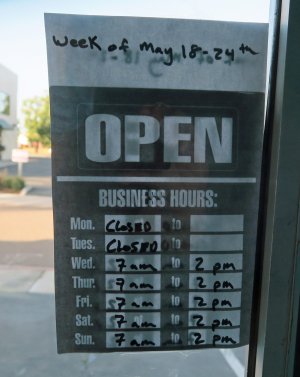 Week of May 18-24th
OPEN
BUSINESS HOURS:
Mon. CLOSED to
Tues. CLOSED to
Wed. 7 am to 2 pm
Thur. 7 am to 2 pm
Fri. 7 am to 2 pm
Sat. 7 am to 2 pm
Sun. 7 am to 2 pm